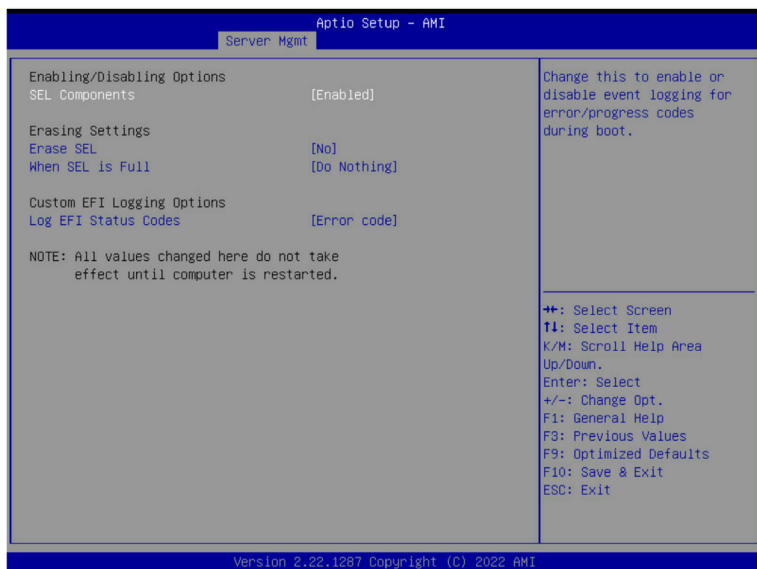 Aptio Setup – AMI
Server Mgmt
Enabling/Disabling Options
SEL Components [Enabled]
Erasing Settings
Erase SEL [No]
When SEL is Full [Do Nothing]
Custom EFI Logging Options
Log EFI Status Codes [Error code]
NOTE: All values changed here do not take
effect until computer is restarted.
Change this to enable or
disable event logging for
error/progress codes
during boot.
→←: Select Screen
↑↓: Select Item
K/M: Scroll Help Area
Up/Down.
Enter: Select
+/-: Change Opt.
F1: General Help
F3: Previous Values
F9: Optimized Defaults
F10: Save & Exit
ESC: Exit
Version 2.22.1287 Copyright (C) 2022 AMI